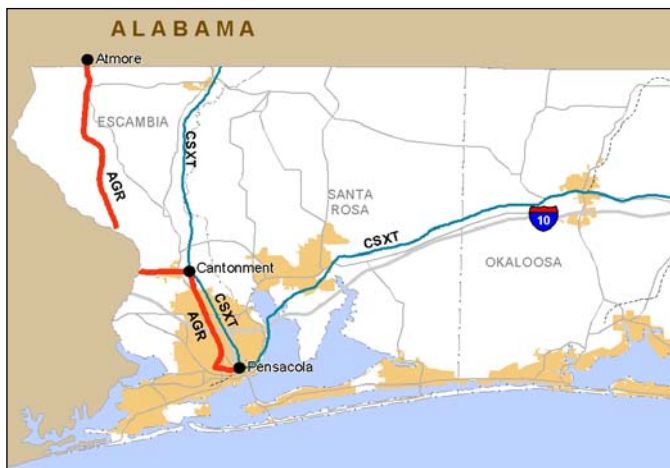 ALABAMA
Atmore
ESCAMBIA
CSXT
AGR
SANTA
ROSA
CSXT
10
OKALOOSA
Cantonment
CSXT
AGR
Pensacola